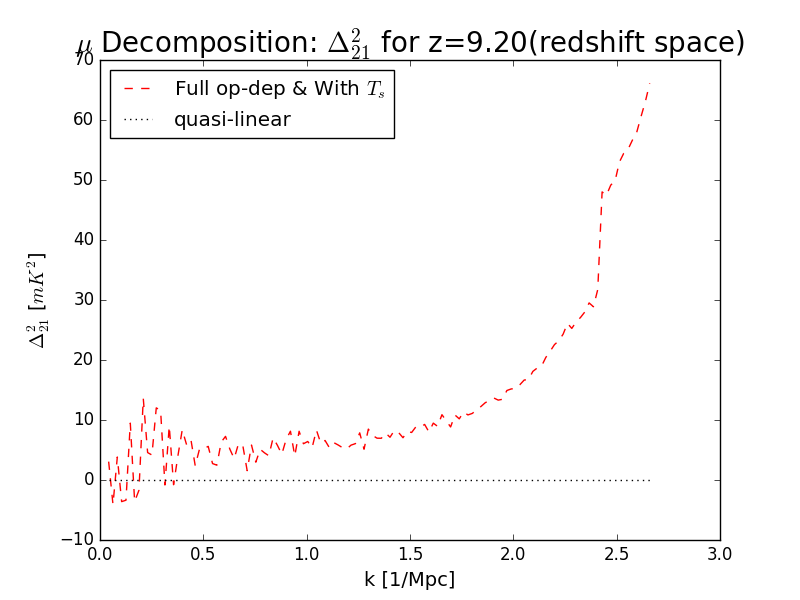 μ Decomposition: Δ²₂₁ for z=9.20(redshift space)
70
60
50
40
30
20
10
0
−10
Full op-dep & With Tₛ
quasi-linear
Δ²₂₁ [mK²]
0.0 0.5 1.0 1.5 2.0 2.5 3.0
k [1/Mpc]